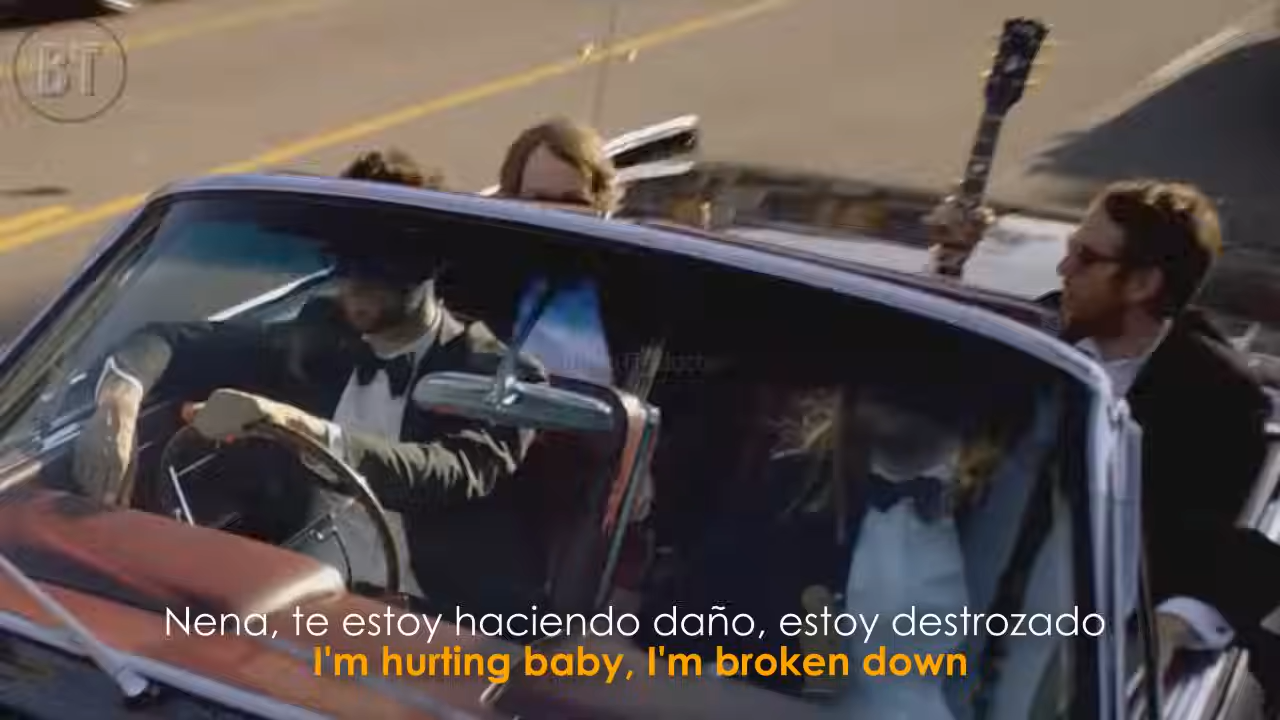 BT
Nena, te estoy haciendo daño, estoy destrozado
I'm hurting baby, I'm broken down